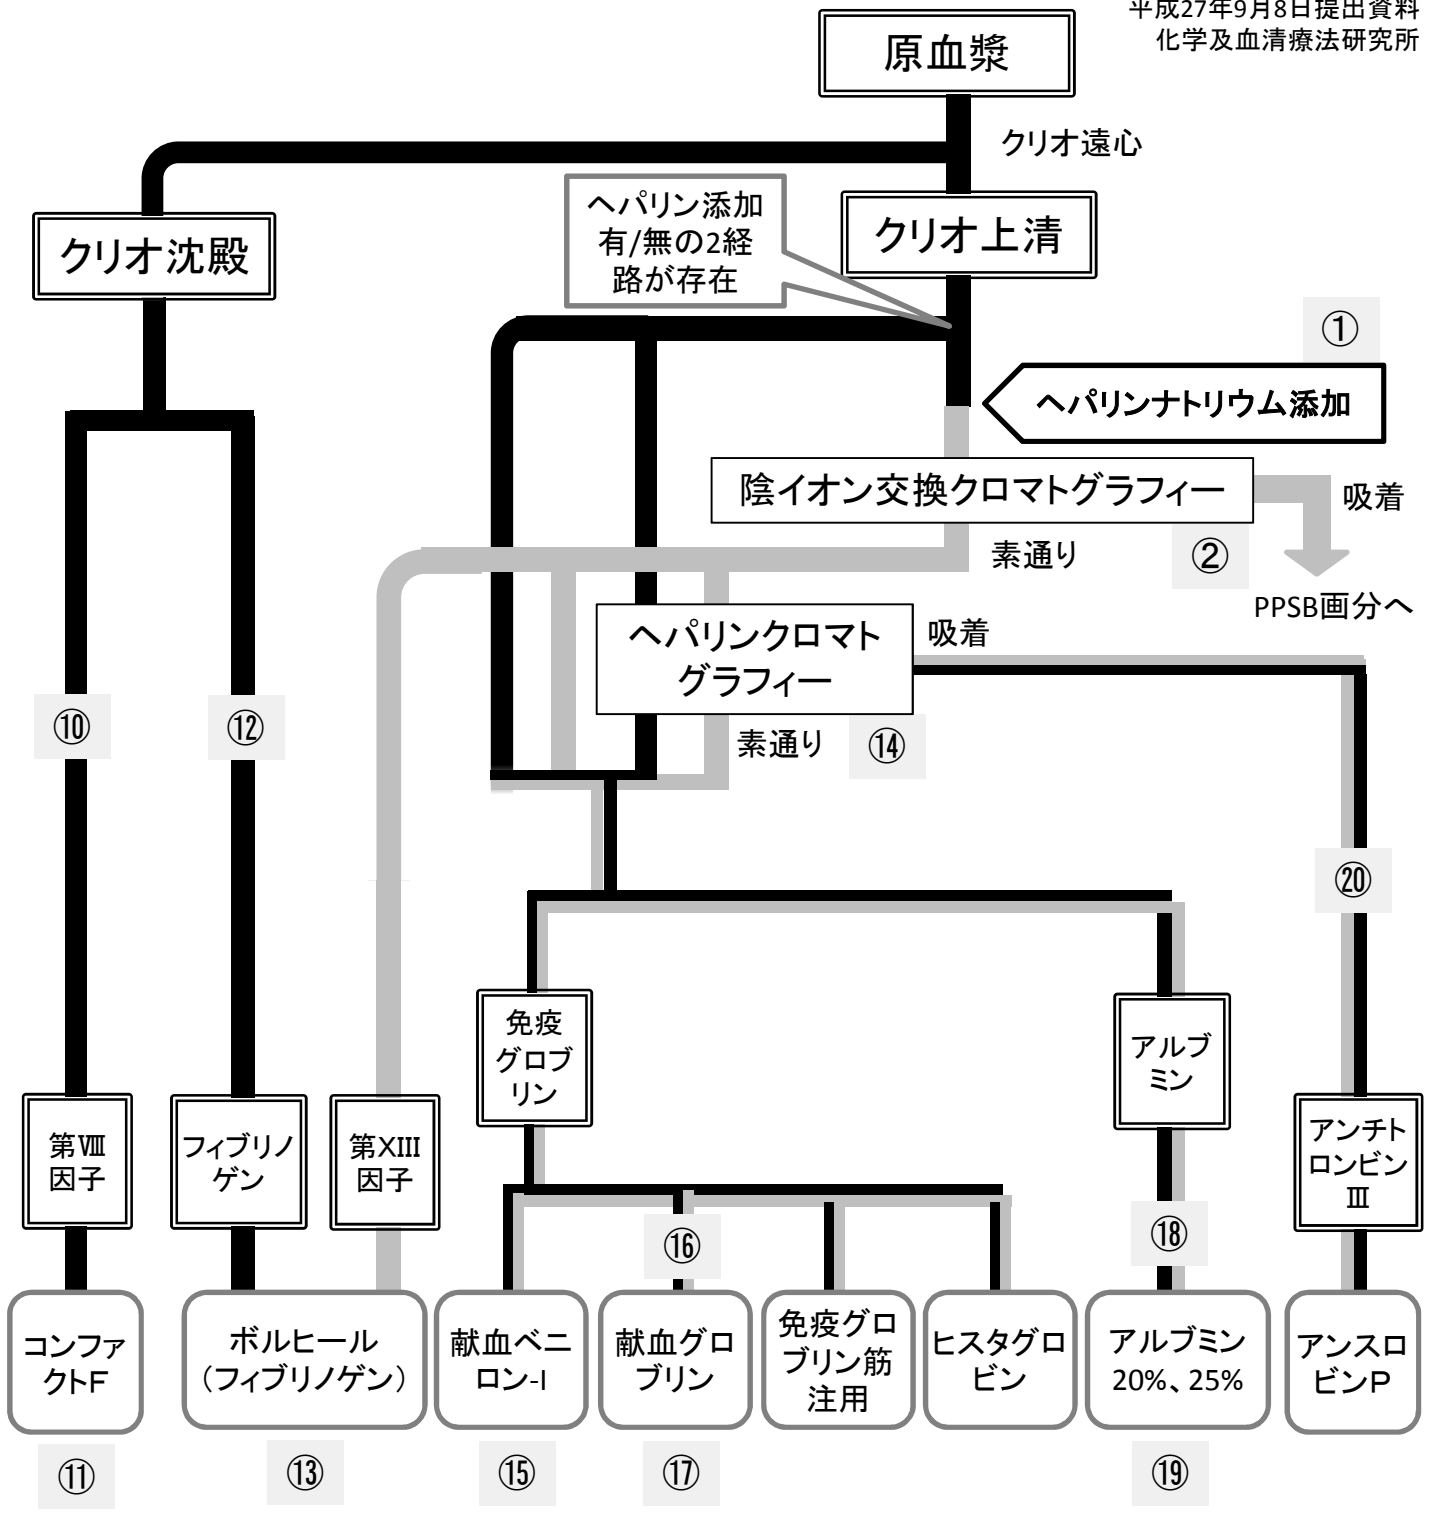 平成27年9月8日提出資料
化学及血清療法研究所
原血漿
クリオ遠心
ヘパリン添加
有/無の2経
路が存在
クリオ上清
クリオ沈殿
①
ヘパリンナトリウム添加
陰イオン交換クロマトグラフィー
吸着
素通り
②
PPSB画分へ
ヘパリンクロマト
グラフィー
吸着
⑩
⑫
素通り
⑭
⑳
免疫
グロブ
リン
アルブ
ミン
第Ⅷ
因子
フィブリノ
ゲン
第XIII
因子
アンチト
ロンビン
Ⅲ
⑯
⑱
コンファ
クトF
ボルヒール
（フィブリノゲン）
献血ベニ
ロン-I
献血グロ
ブリン
免疫グロ
ブリン筋
注用
ヒスタグロ
ビン
アルブミン
20%、25%
アンスロ
ビンP
⑪
⑬
⑮
⑰
⑲